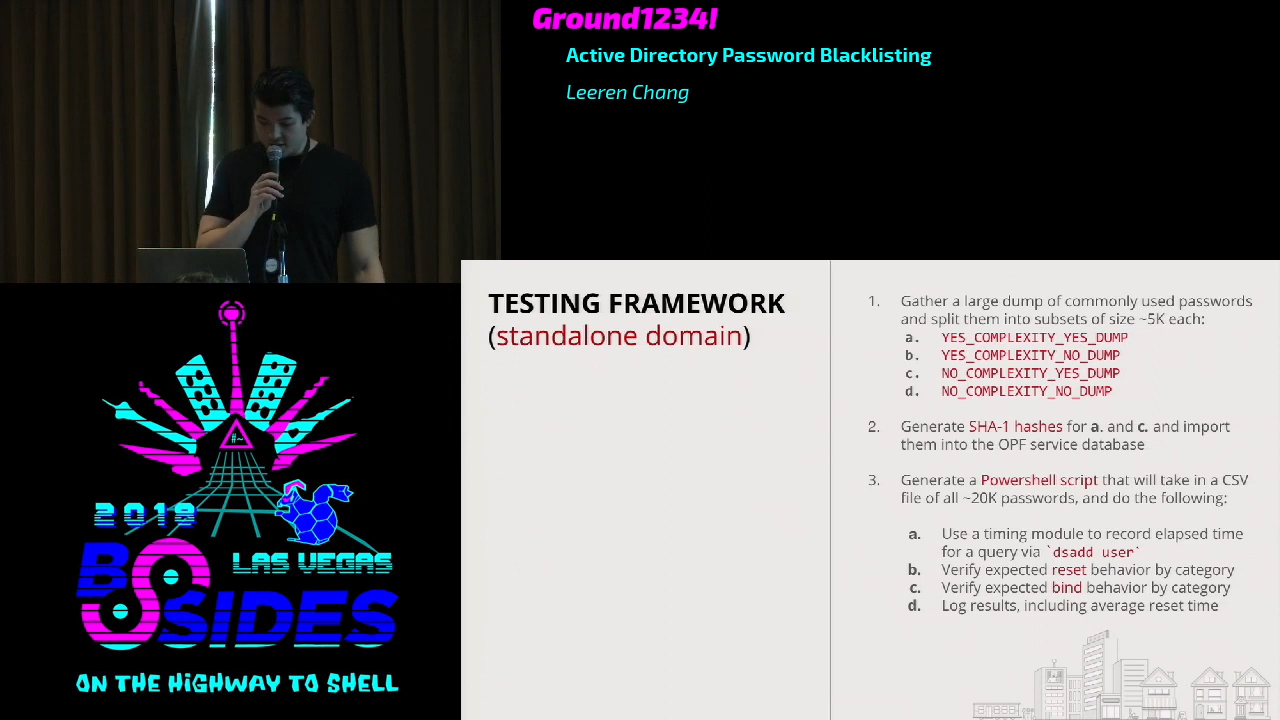 Ground1234!
Active Directory Password Blacklisting
Leeren Chang
TESTING FRAMEWORK
(standalone domain)
1. Gather a large dump of commonly used passwords
and split them into subsets of size ~5K each:
a. YES_COMPLEXITY_YES_DUMP
b. YES_COMPLEXITY_NO_DUMP
c. NO_COMPLEXITY_YES_DUMP
d. NO_COMPLEXITY_NO_DUMP
2. Generate SHA-1 hashes for a. and c. and import
them into the OPF service database
3. Generate a Powershell script that will take in a CSV
file of all ~20K passwords, and do the following:
a. Use a timing module to record elapsed time
for a query via `dsadd user`
b. Verify expected reset behavior by category
c. Verify expected bind behavior by category
d. Log results, including average reset time
#~
2018
LAS VEGAS
BSIDES
ON THE HIGHWAY TO SHELL